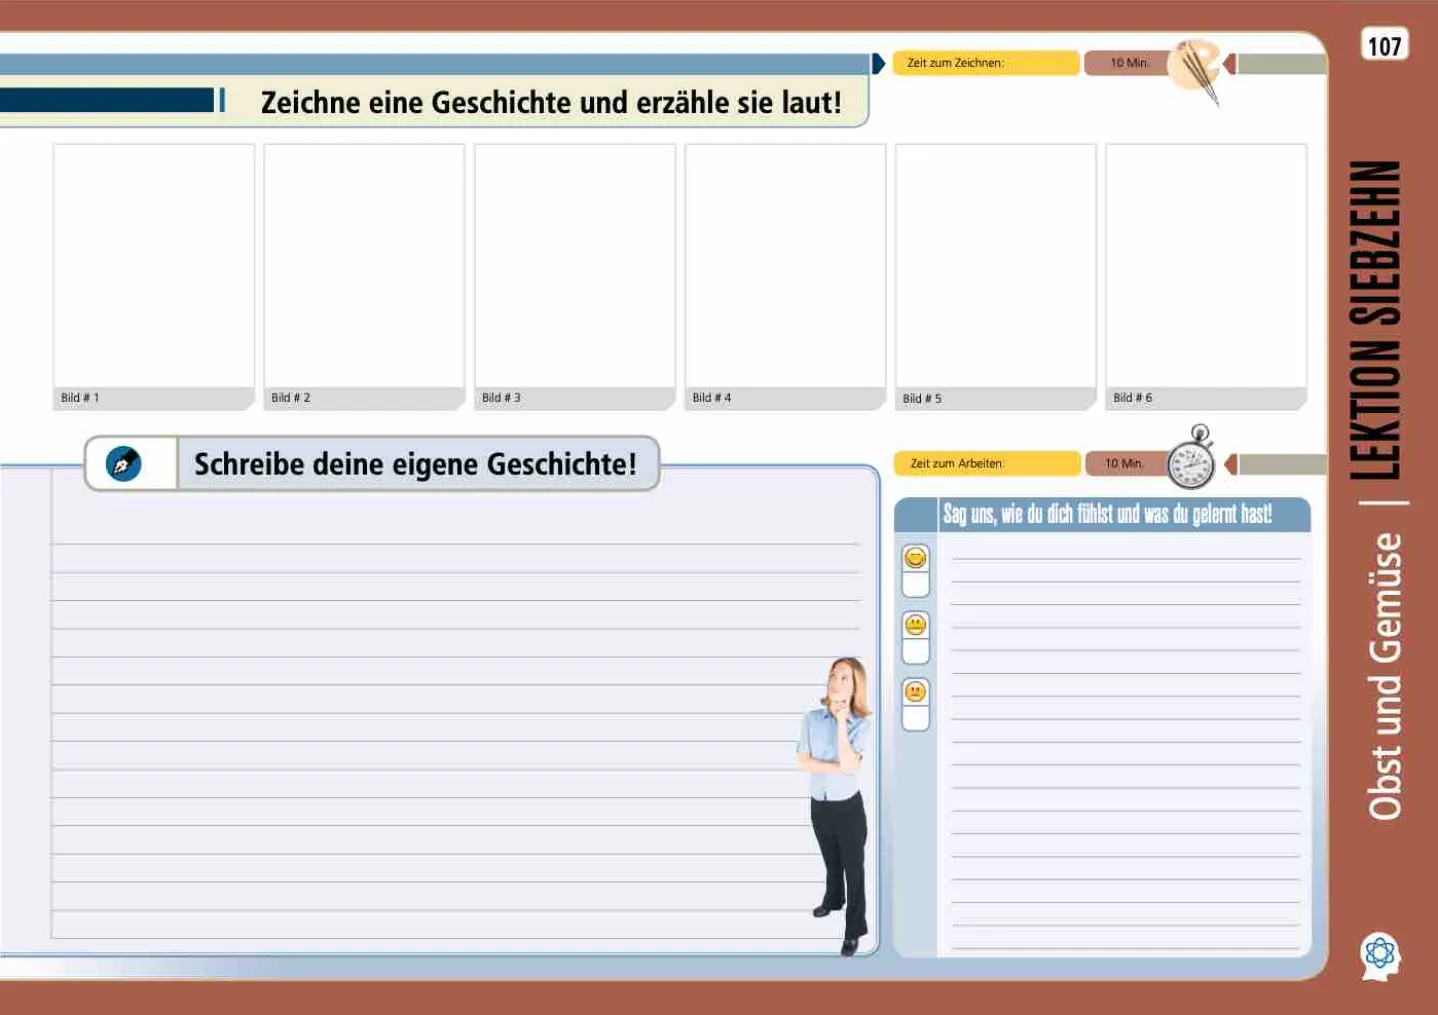 107
Zeit zum Zeichnen:
10 Min.
Zeichne eine Geschichte und erzähle sie laut!
Bild # 1
Bild # 2
Bild # 3
Bild # 4
Bild # 5
Bild # 6
Schreibe deine eigene Geschichte!
Zeit zum Arbeiten:
10 Min.
Sag uns, wie du dich fühlst und was du gelernt hast!
LEKTION SIEBZEHN
Obst und Gemüse